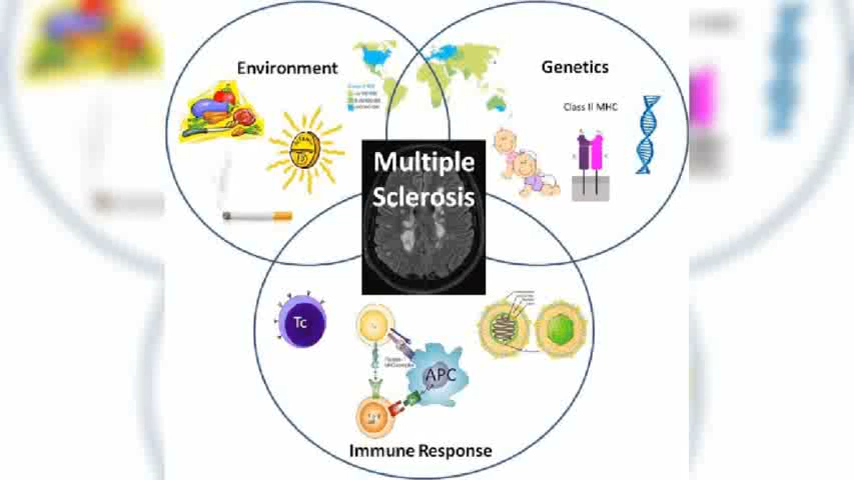 Environment
Genetics
Class II MHC
D
Multiple
Sclerosis
Tc
APC
Immune Response